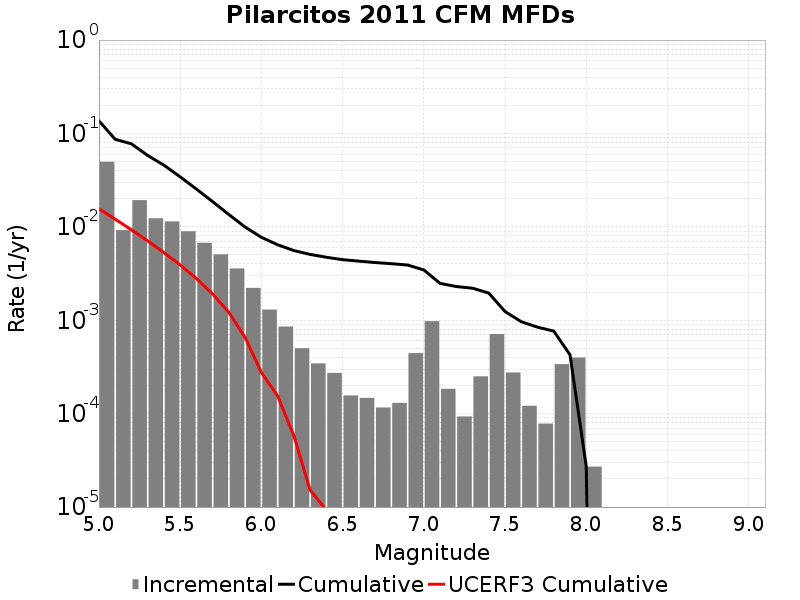 Pilarcitos 2011 CFM MFDs
10^0
10^-1
10^-2
10^-3
10^-4
10^-5
Rate (1/yr)
5.0 5.5 6.0 6.5 7.0 7.5 8.0 8.5 9.0
Magnitude
Incremental Cumulative UCERF3 Cumulative